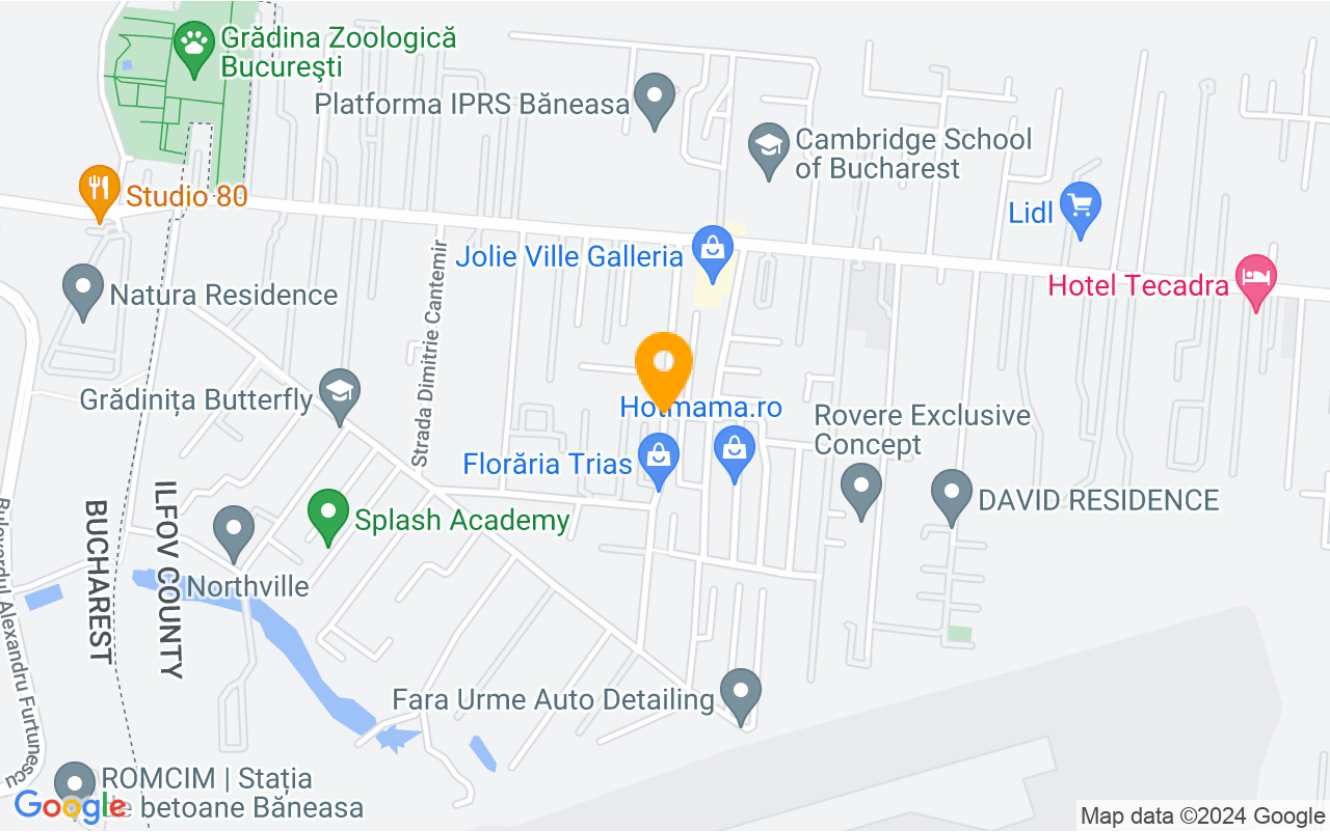 Grădina Zoologică
București
Platforma IPRS Băneasa
Cambridge School
of Bucharest
Studio 80
Lidl
Jolie Ville Galleria
Hotel Tecadra
Natura Residence
Strada Dimitrie Cantemir
Grădinița Butterfly
Hotmama.ro
Rovere Exclusive
Concept
Florăria Trias
DAVID RESIDENCE
Splash Academy
BUCHAREST
ILFOV COUNTY
Northville
Bulevardul Alexandru Furtunescu
Fara Urme Auto Detailing
ROMCIM | Stația
de betoane Băneasa
Google
Map data ©2024 Google